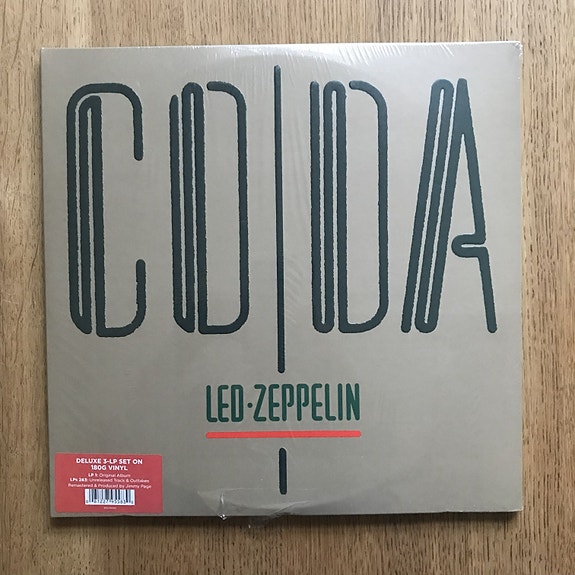 CODA
LED·ZEPPELIN
DELUXE 3-LP SET ON
180G VINYL
LP 1: Original Album
LPs 2&3: Unreleased Tracks & Outtakes
Remastered & Produced by Jimmy Page